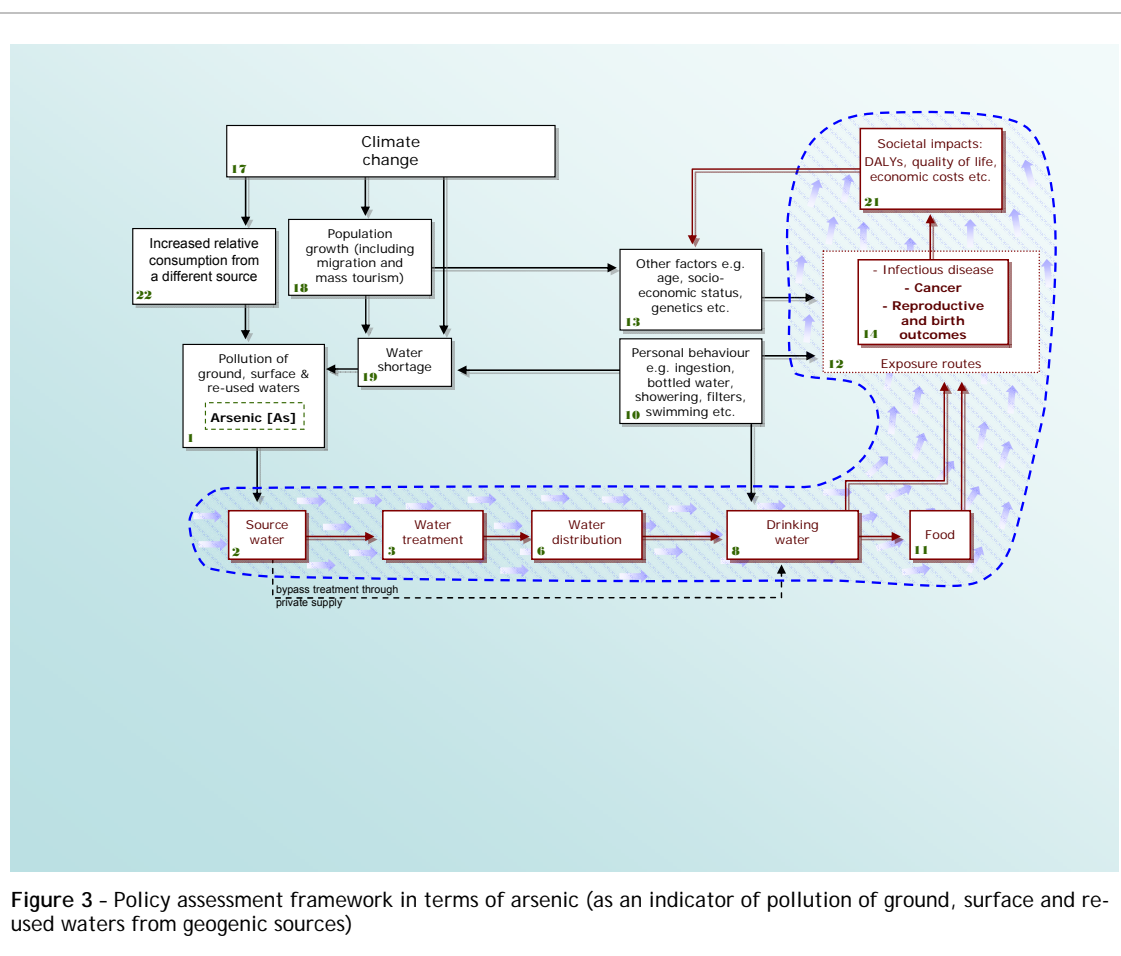 Climate
change
17
Increased relative
consumption from
a different source
22
Population
growth (including
migration and
mass tourism)
18
Other factors e.g.
age, socio-
economic status,
genetics etc.
13
Societal impacts:
DALYs, quality of life,
economic costs etc.
21
- Infectious disease
- Cancer
- Reproductive
and birth
outcomes
14
12
Exposure routes
Pollution of
ground, surface &
re-used waters
Arsenic [As]
1
Water
shortage
19
Personal behaviour
e.g. ingestion,
bottled water,
showering, filters,
swimming etc.
10
Source
water
2
Water
treatment
3
Water
distribution
6
Drinking
water
8
Food
11
bypass treatment through
private supply
Figure 3 – Policy assessment framework in terms of arsenic (as an indicator of pollution of ground, surface and re-
used waters from geogenic sources)